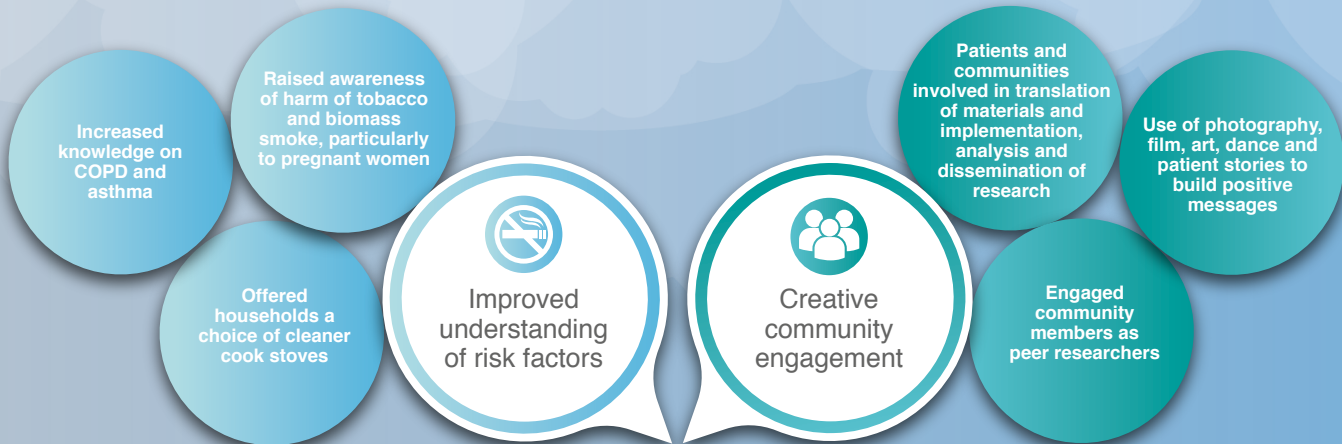 Increased
knowledge on
COPD and
asthma
Raised awareness
of harm of tobacco
and biomass
smoke, particularly
to pregnant women
Offered
households a
choice of cleaner
cook stoves
Improved
understanding
of risk factors
Creative
community
engagement
Patients and
communities
involved in translation
of materials and
implementation,
analysis and
dissemination of
research
Use of photography,
film, art, dance and
patient stories to
build positive
messages
Engaged
community
members as
peer researchers